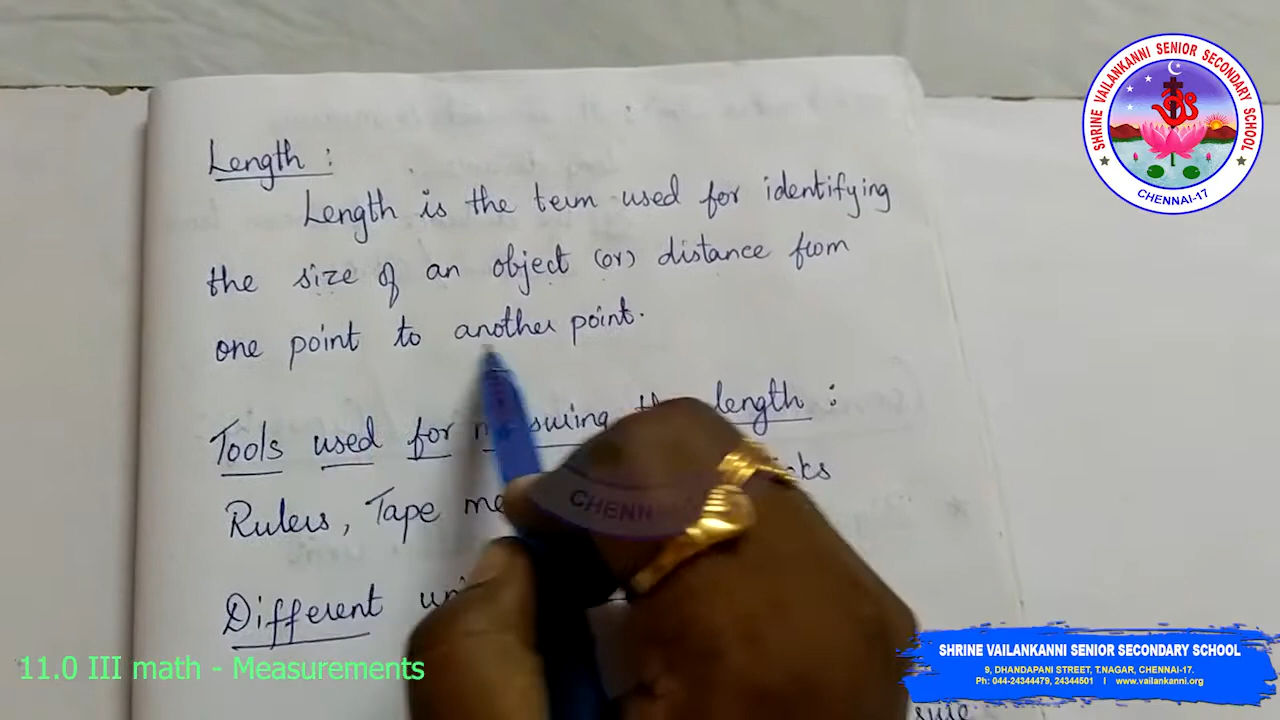 Length :
Length is the term used for identifying
the size of an object (or) distance from
one point to another point.
Tools used for length :
Rulers, Tape
Different
11.0 III math - Measurements
SHRINE VAILANKANNI SENIOR SECONDARY SCHOOL
CHENNAI-17
CHENN
SHRINE VAILANKANNI SENIOR SECONDARY SCHOOL
9, DHANDAPANI STREET, T.NAGAR, CHENNAI-17.
Ph: 044-24344479, 24344501 I www.vailankanni.org